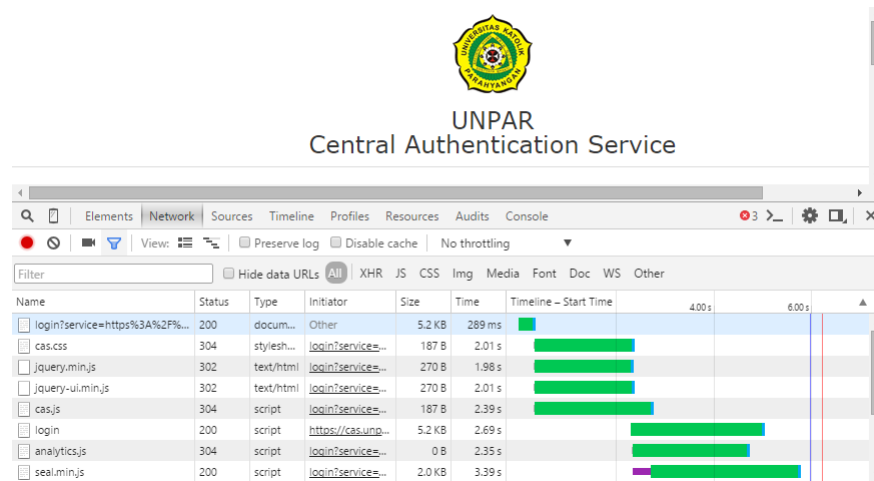 UNIVERSITAS KATOLIK
PARAHYANGAN
UNPAR
Central Authentication Service
Elements Network Sources Timeline Profiles Resources Audits Console 3
View: Preserve log Disable cache No throttling
Filter Hide data URLs All XHR JS CSS Img Media Font Doc WS Other
Name Status Type Initiator Size Time Timeline – Start Time 4.00 s 6.00 s
login?service=https%3A%2F%... 200 docum... Other 5.2 KB 289 ms
cas.css 304 stylesh... login?service=... 187 B 2.01 s
jquery.min.js 302 text/html login?service=... 270 B 1.98 s
jquery-ui.min.js 302 text/html login?service=... 270 B 2.01 s
cas.js 304 script login?service=... 187 B 2.39 s
login 200 script https://cas.unp... 5.2 KB 2.69 s
analytics.js 304 script login?service=... 0 B 2.35 s
seal.min.js 200 script login?service=... 2.0 KB 3.39 s